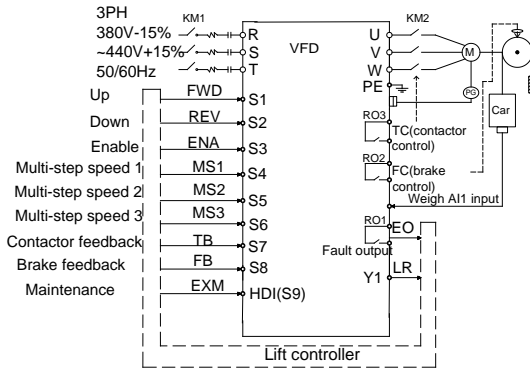 3PH
380V-15%
~440V+15%
50/60Hz
KM1
R
S
T
VFD
U
V
W
PE
KM2
M
PG
Car
Up FWD S1
Down REV S2
Enable ENA S3
Multi-step speed 1 MS1 S4
Multi-step speed 2 MS2 S5
Multi-step speed 3 MS3 S6
Contactor feedback TB S7
Brake feedback FB S8
Maintenance EXM HDI(S9)
RO3
TC(contactor
control)
RO2
FC(brake
control)
Weigh AI1 input
RO1
EO
Fault output
Y1
LR
Lift controller